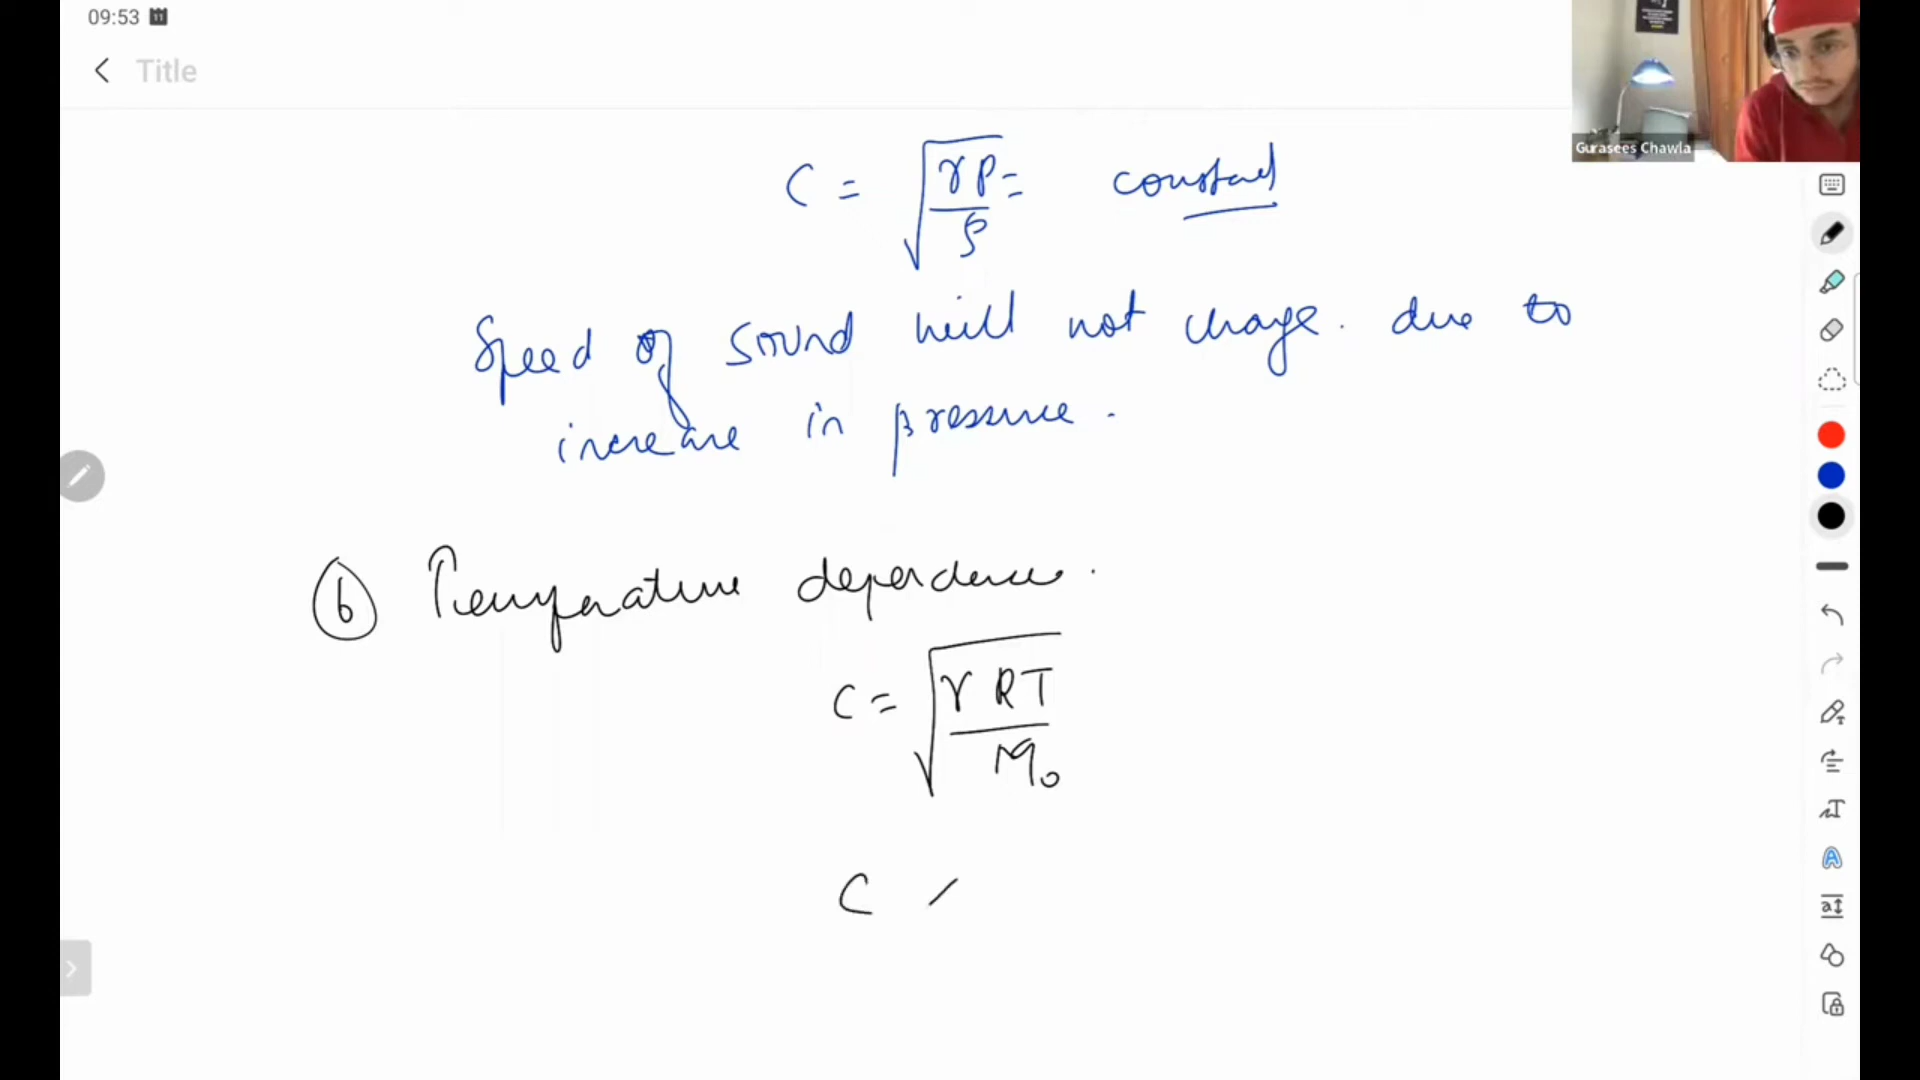 09:53
Title
Gurasees Chawla
C = √(γP/ρ) = constant
Speed of sound will not change. due to
increase in pressure.
⑥ Temperature dependence.
C = √(γRT/M₀)
C